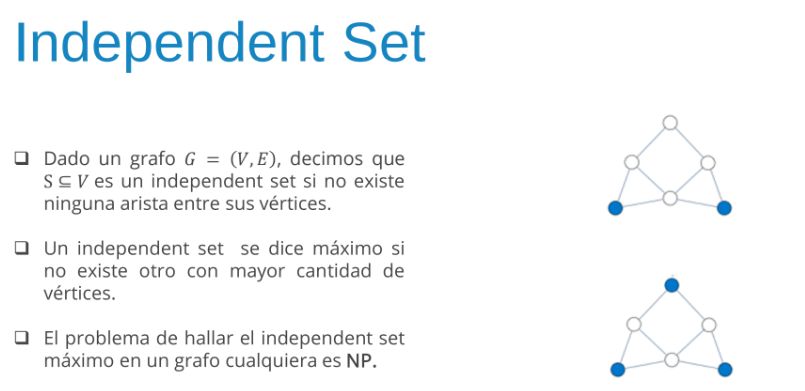 Independent Set
❑ Dado un grafo G = (V, E), decimos que
S ⊆ V es un independent set si no existe
ninguna arista entre sus vértices.
❑ Un independent set se dice máximo si
no existe otro con mayor cantidad de
vértices.
❑ El problema de hallar el independent set
máximo en un grafo cualquiera es NP.